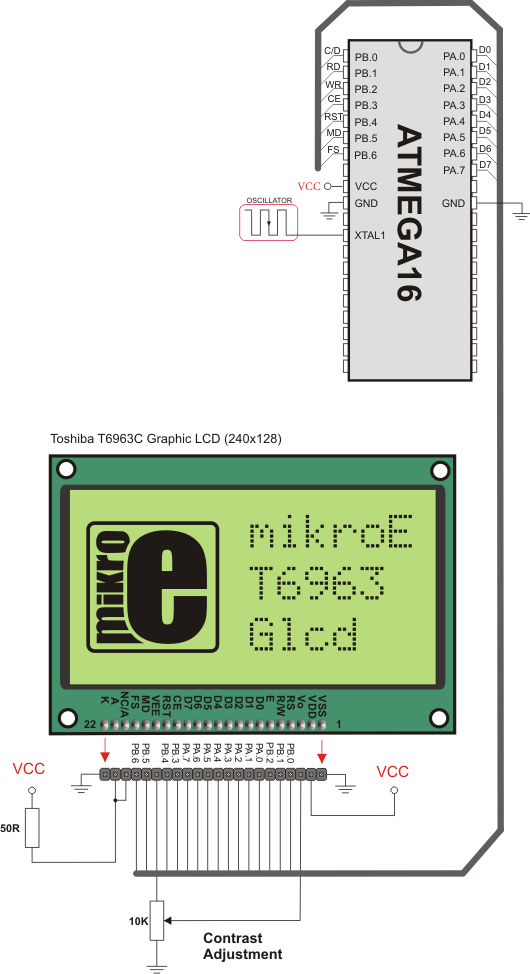 C/D
RD
WR
CE
RST
MD
FS
PB.0
PB.1
PB.2
PB.3
PB.4
PB.5
PB.6
VCC
VCC
GND
XTAL1
OSCILLATOR
ATMEGA16
PA.0
PA.1
PA.2
PA.3
PA.4
PA.5
PA.6
PA.7
GND
D0
D1
D2
D3
D4
D5
D6
D7
Toshiba T6963C Graphic LCD (240x128)
mikro
e
mikroE
T6963
Glcd
K
A
NC/A
FS
MD
VEE
RST
CE
D7
D6
D5
D4
D3
D2
D1
D0
E
R/W
RS
Vo
VDD
VSS
22
1
PB.6
PB.5
PB.4
PB.3
PA.7
PA.6
PA.5
PA.4
PA.3
PA.2
PA.1
PA.0
PB.2
PB.1
PB.0
VCC
VCC
50R
10K
Contrast
Adjustment